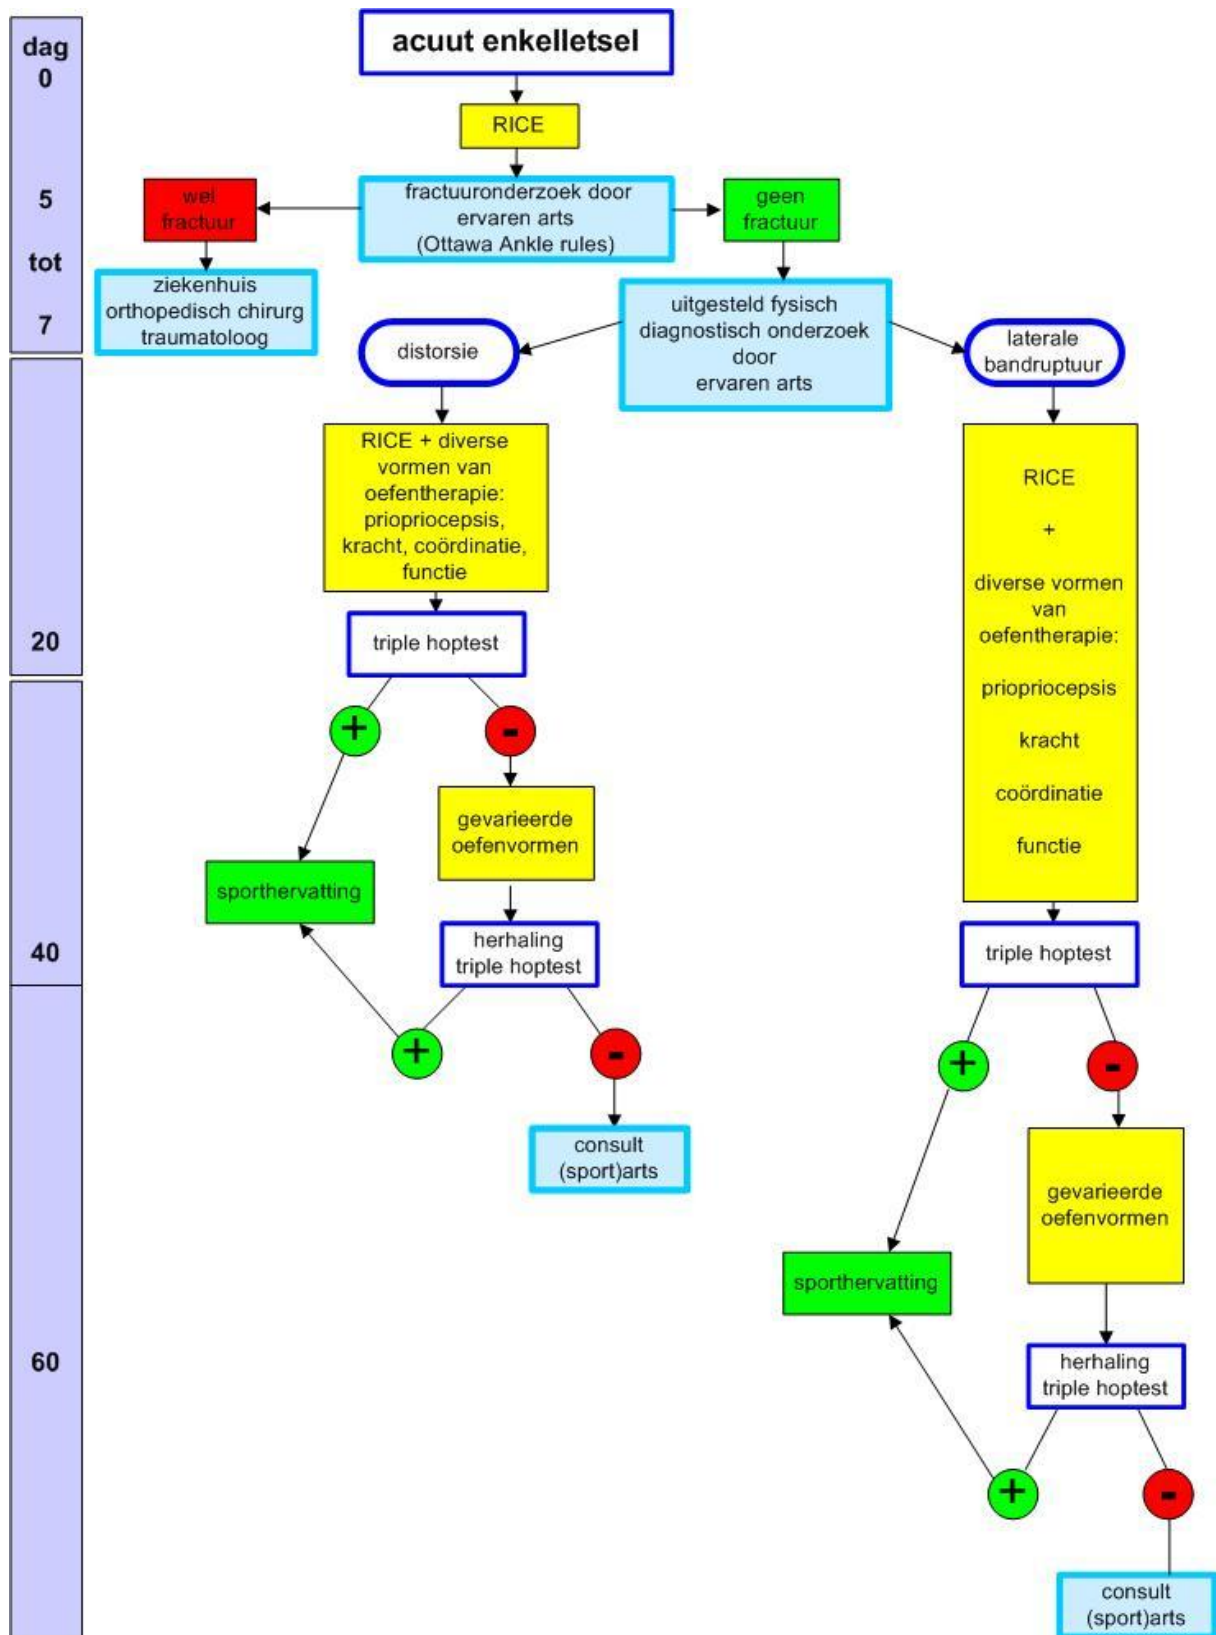 dag
0
5
tot
7
20
40
60
acuut enkelletsel
RICE
wel
fractuur
fractuuronderzoek door
ervaren arts
(Ottawa Ankle rules)
geen
fractuur
ziekenhuis
orthopedisch chirurg
traumatoloog
uitgesteld fysisch
diagnostisch onderzoek
door
ervaren arts
distorsie
laterale
bandruptuur
RICE + diverse
vormen van
oefentherapie:
priopriocepsis,
kracht, coördinatie,
functie
triple hoptest
+
-
gevarieerde
oefenvormen
sporthervatting
herhaling
triple hoptest
+
-
consult
(sport)arts
RICE
+
diverse vormen
van
oefentherapie:
priopriocepsis
kracht
coördinatie
functie
triple hoptest
+
-
gevarieerde
oefenvormen
sporthervatting
herhaling
triple hoptest
+
-
consult
(sport)arts